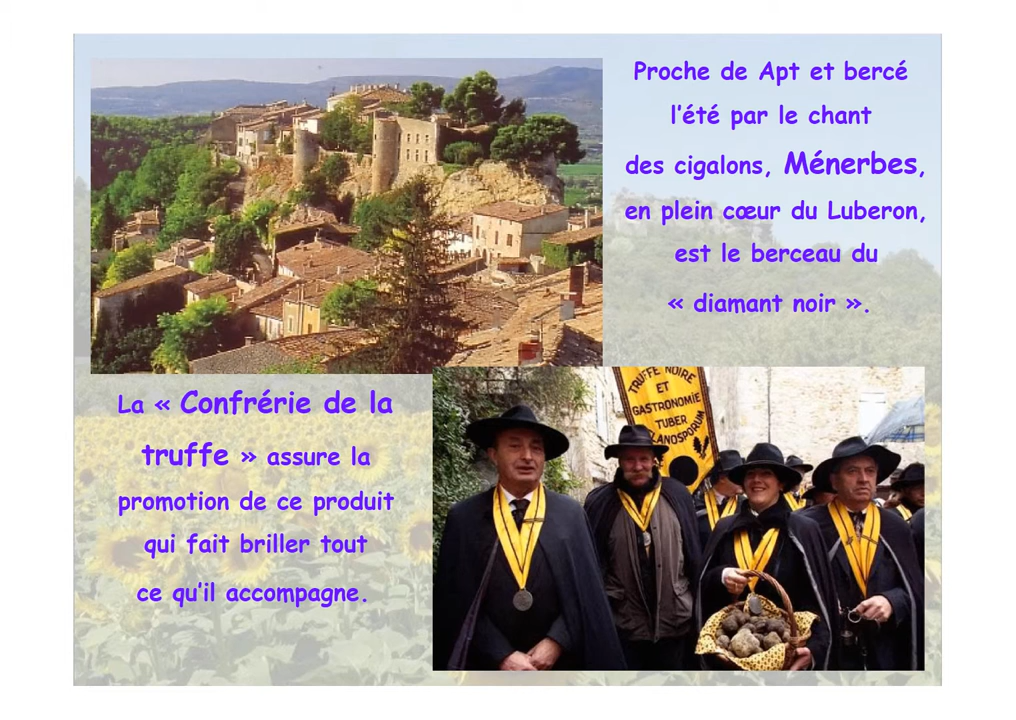 Proche de Apt et bercé
l'été par le chant
des cigalons, Ménerbes,
en plein cœur du Luberon,
est le berceau du
« diamant noir ».
La « Confrérie de la
truffe » assure la
promotion de ce produit
qui fait briller tout
ce qu'il accompagne.
TRUFFE NOIRE
ET
GASTRONOMIE
TUBER
LANOSPORUM